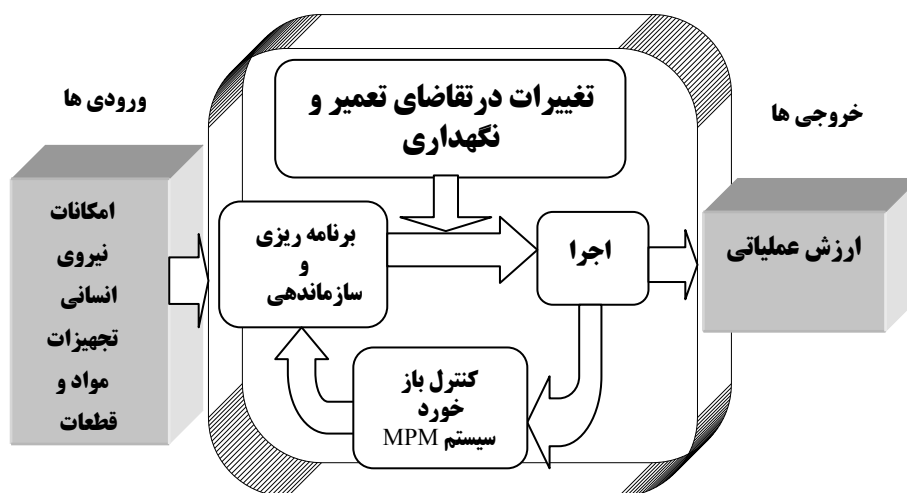 ورودی ها
امکانات
نیروی
انسانی
تجهیزات
مواد و
قطعات
تغییرات درتقاضای تعمیر و
نگهداری
برنامه ریزی
و
سازماندهی
اجرا
کنترل باز
خورد
سیستم MPM
خروجی ها
ارزش عملیاتی